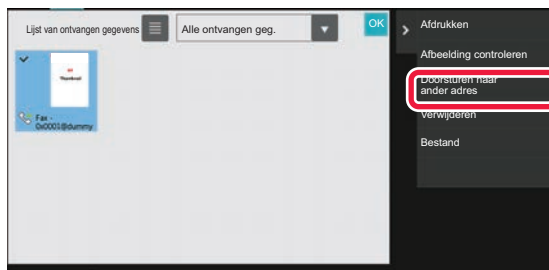 Lijst van ontvangen gegevens
Alle ontvangen geg.
OK
Afdrukken
Afbeelding controleren
Doorsturen naar
ander adres
Verwijderen
Bestand
Thumbnail
Fax -
0x0001@dummy